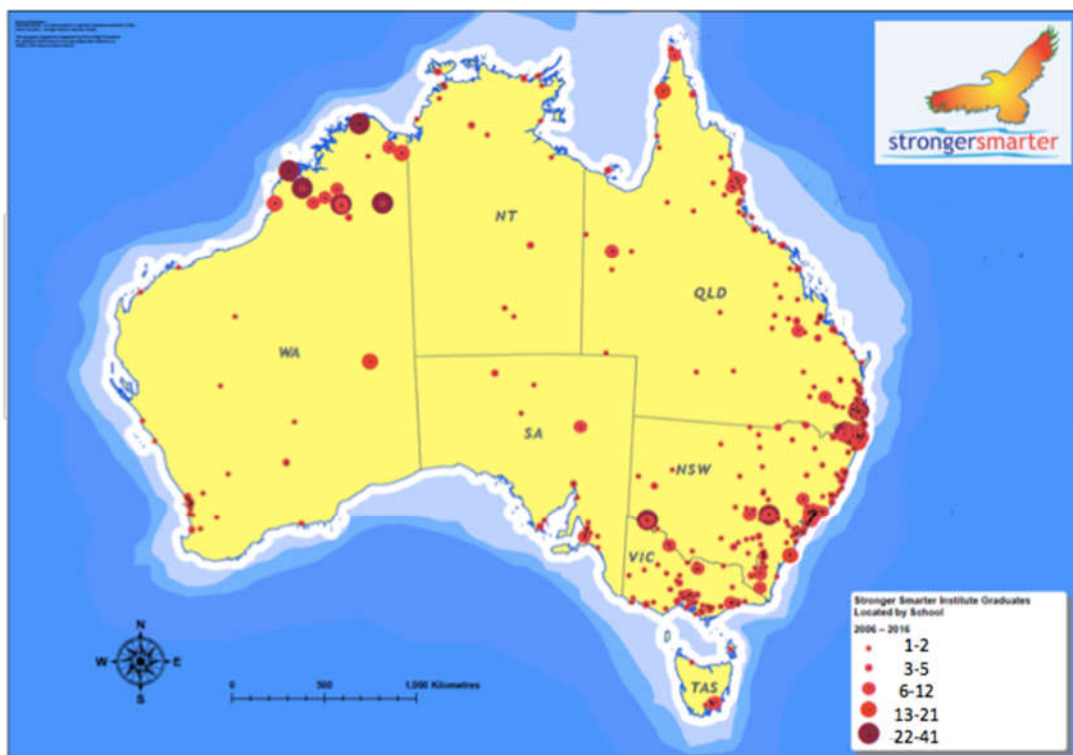 strongersmarter
NT
QLD
WA
SA
NSW
VIC
TAS
N
W E
S
0 500 1,000 Kilometres
Stronger Smarter Institute Graduates
Located by School
2006 – 2016
1-2
3-5
6-12
13-21
22-41